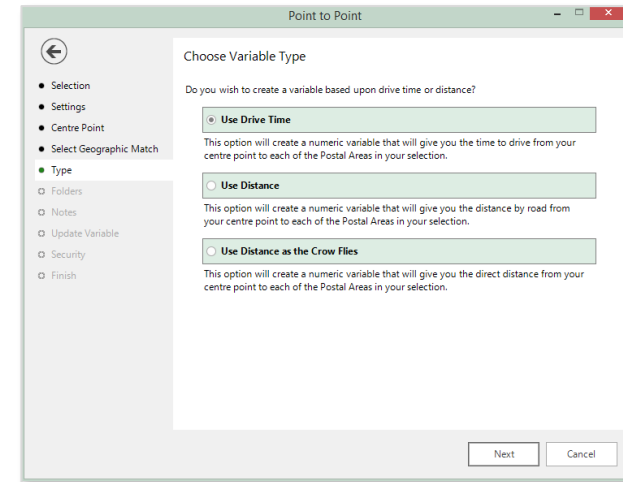 Point to Point
Choose Variable Type
Selection
Settings
Centre Point
Select Geographic Match
Type
Folders
Notes
Update Variable
Security
Finish
Do you wish to create a variable based upon drive time or distance?
Use Drive Time
This option will create a numeric variable that will give you the time to drive from your
centre point to each of the Postal Areas in your selection.
Use Distance
This option will create a numeric variable that will give you the distance by road from
your centre point to each of the Postal Areas in your selection.
Use Distance as the Crow Flies
This option will create a numeric variable that will give you the direct distance from your
centre point to each of the Postal Areas in your selection.
Next
Cancel